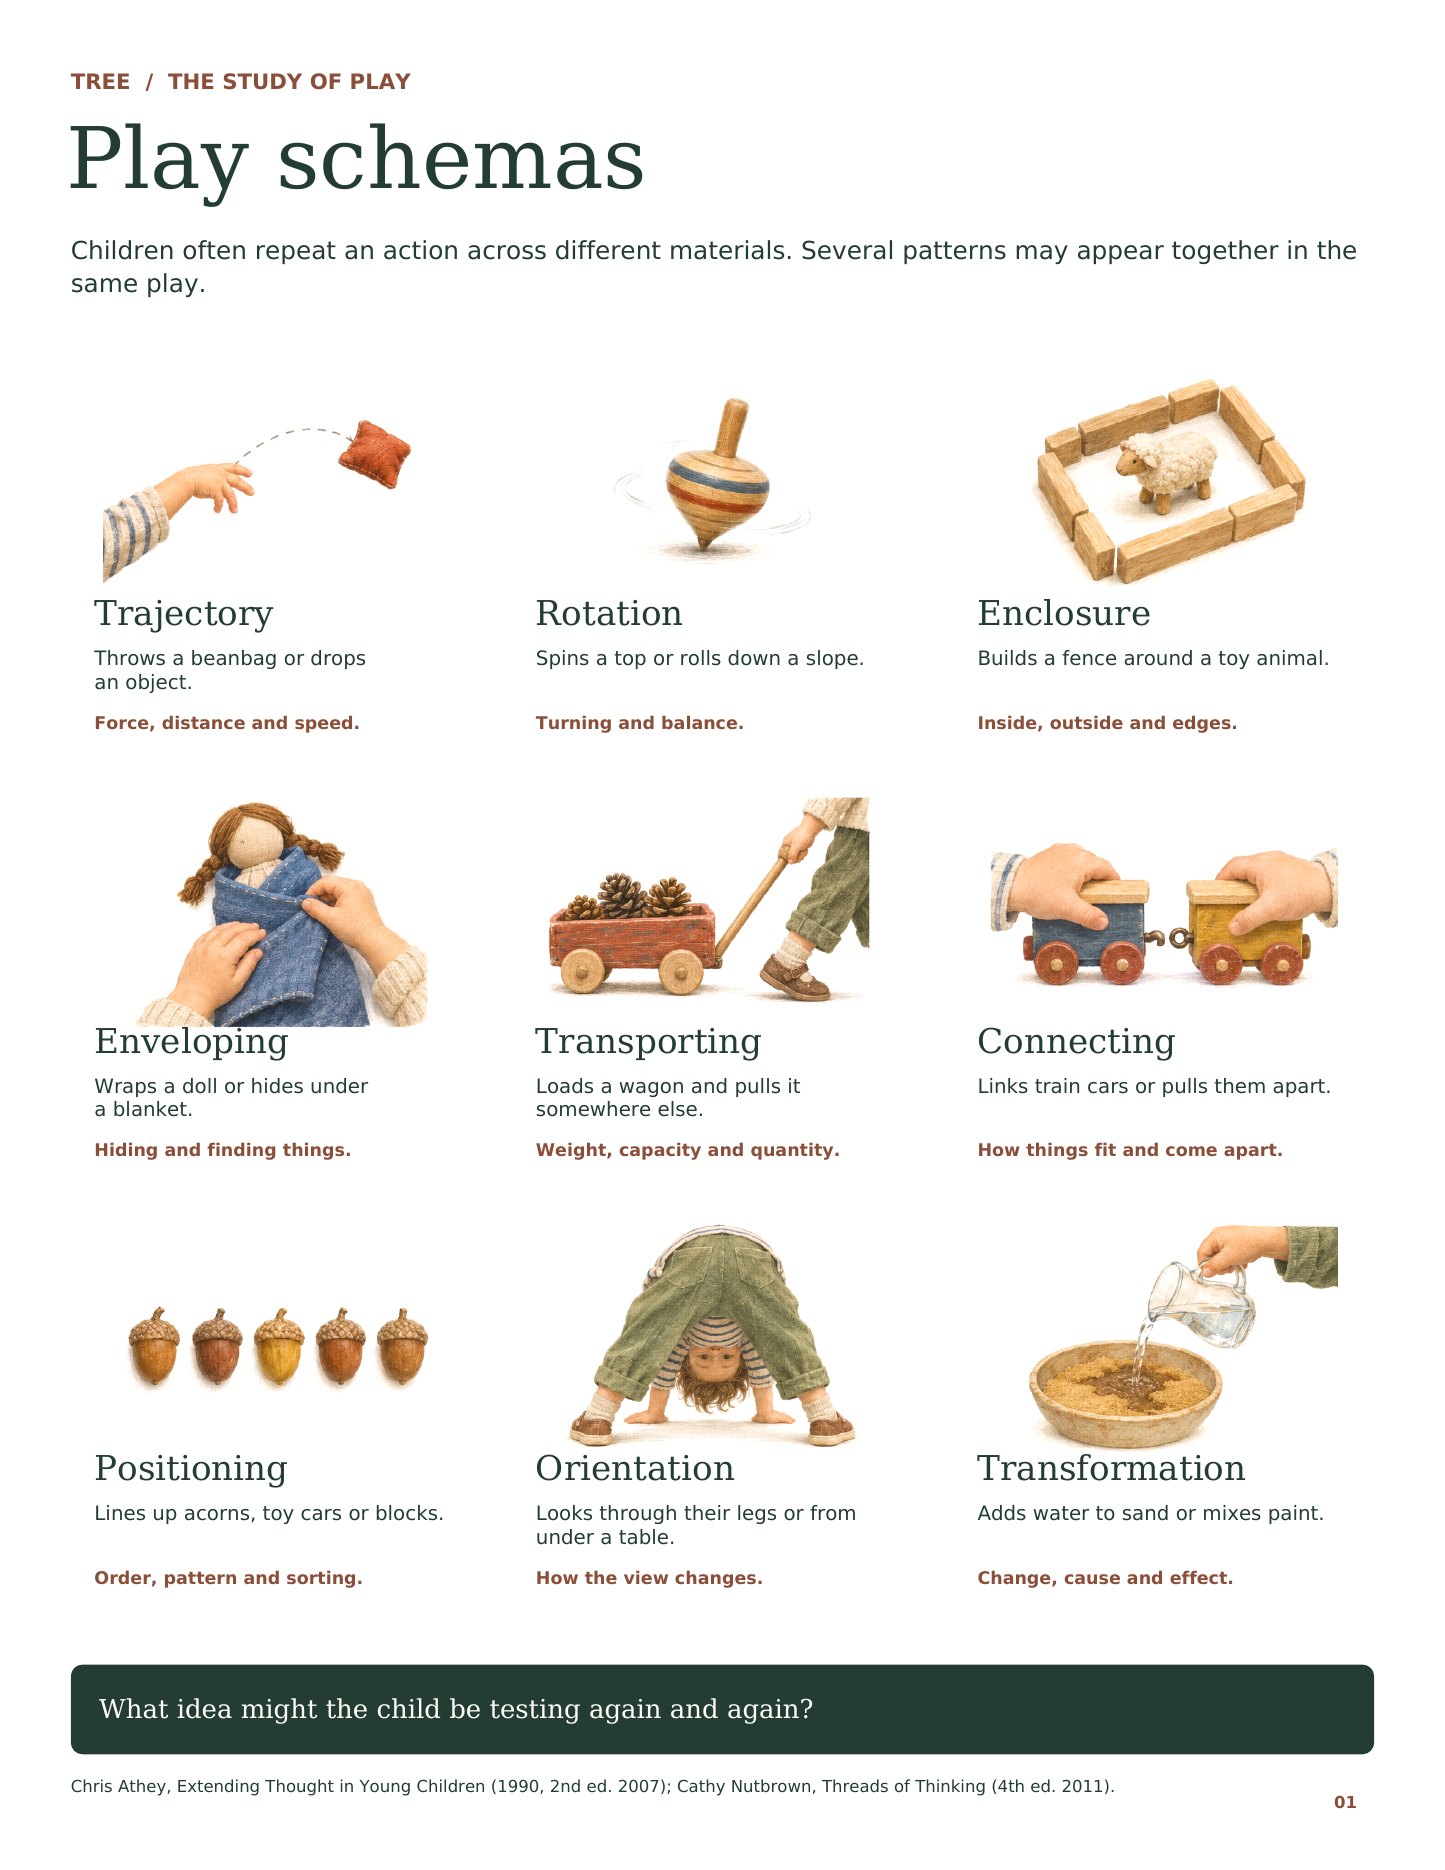 TREE / THE STUDY OF PLAY
Play schemas
Children often repeat an action across different materials. Several patterns may appear together in the
same play.
Trajectory
Throws a beanbag or drops
an object.
Force, distance and speed.
Rotation
Spins a top or rolls down a slope.
Turning and balance.
Enclosure
Builds a fence around a toy animal.
Inside, outside and edges.
Enveloping
Wraps a doll or hides under
a blanket.
Hiding and finding things.
Transporting
Loads a wagon and pulls it
somewhere else.
Weight, capacity and quantity.
Connecting
Links train cars or pulls them apart.
How things fit and come apart.
Positioning
Lines up acorns, toy cars or blocks.
Order, pattern and sorting.
Orientation
Looks through their legs or from
under a table.
How the view changes.
Transformation
Adds water to sand or mixes paint.
Change, cause and effect.
What idea might the child be testing again and again?
Chris Athey, Extending Thought in Young Children (1990, 2nd ed. 2007); Cathy Nutbrown, Threads of Thinking (4th ed. 2011).
01